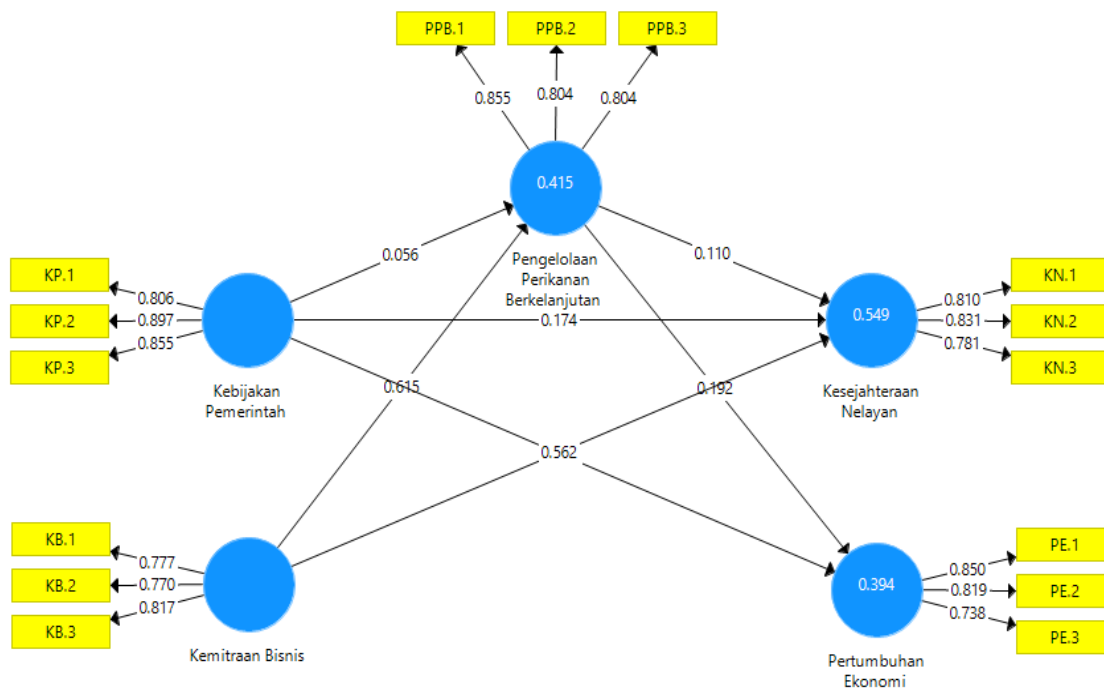 PPB.1
PPB.2
PPB.3
0.855
0.804
0.804
0.415
Pengelolaan
Perikanan
Berkelanjutan
0.056
0.110
KP.1
KP.2
KP.3
0.806
0.897
0.855
Kebijakan
Pemerintah
0.174
0.549
Kesejahteraan
Nelayan
0.810
0.831
0.781
KN.1
KN.2
KN.3
0.615
0.192
0.562
KB.1
KB.2
KB.3
0.777
0.770
0.817
Kemitraan Bisnis
0.394
Pertumbuhan
Ekonomi
0.850
0.819
0.738
PE.1
PE.2
PE.3